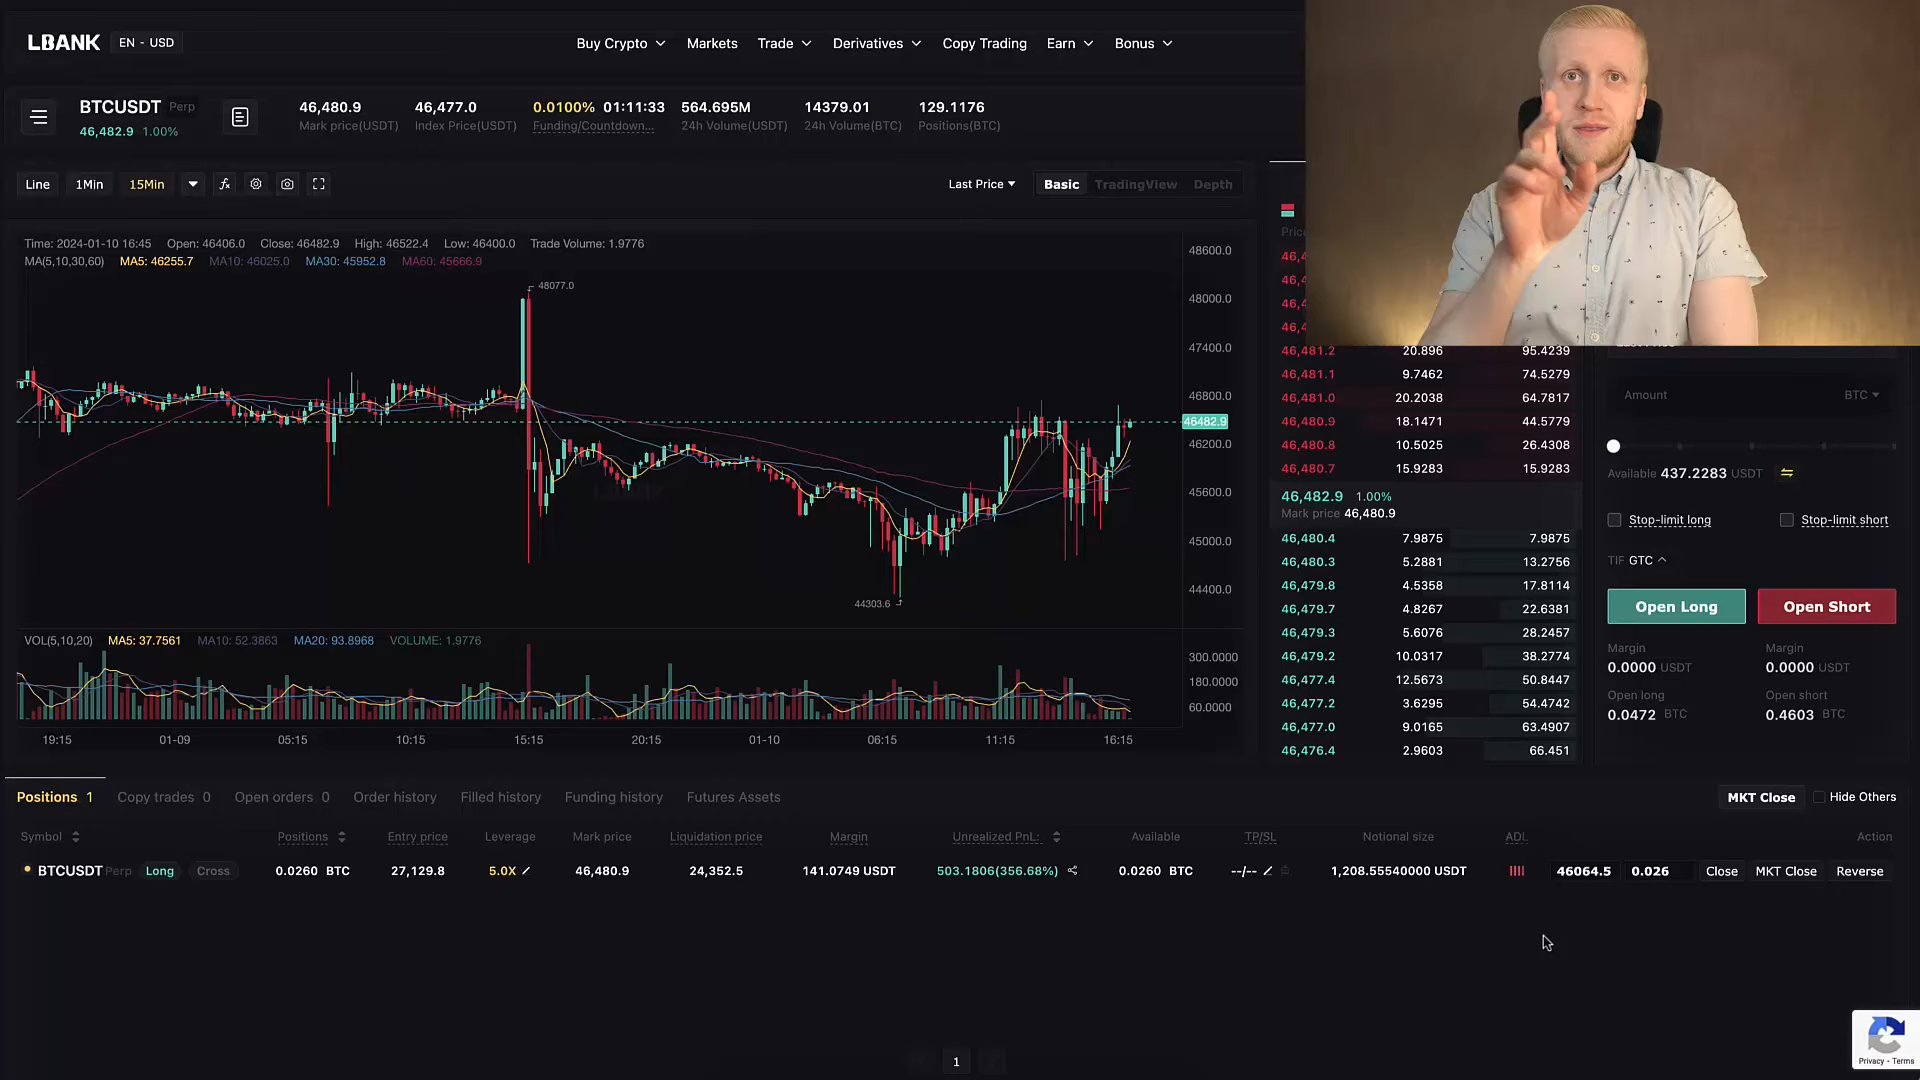 LBANK EN - USD Buy Crypto Markets Trade Derivatives Copy Trading Earn Bonus
BTCUSDT Perp
46,482.9 1.00%
46,480.9 46,477.0 0.0100% 01:11:33 564.695M 14379.01 129.1176
Mark price(USDT) Index Price(USDT) Funding/Countdown... 24h Volume(USDT) 24h Volume(BTC) Positions(BTC)
Line 1Min 15Min Last Price Basic TradingView Depth
Time: 2024-01-10 16:45 Open: 46406.0 Close: 46482.9 High: 46522.4 Low: 46400.0 Trade Volume: 1.9776
MA(5,10,30,60) MA5: 46255.7 MA10: 46025.0 MA30: 45952.8 MA60: 45666.9
48077.0
44303.6
48600.0
48000.0
47400.0
46800.0
46482.9
46200.0
45600.0
45000.0
44400.0
VOL(5,10,20) MA5: 37.7561 MA10: 52.3863 MA20: 93.8968 VOLUME: 1.9776
300.0000
180.0000
60.0000
19:15 01-09 05:15 10:15 15:15 20:15 01-10 06:15 11:15 16:15
46,481.2 20.896 95.4239
46,481.1 9.7462 74.5279
46,481.0 20.2038 64.7817
46,480.9 18.1471 44.5779
46,480.8 10.5025 26.4308
46,480.7 15.9283 15.9283
46,482.9 1.00%
Mark price 46,480.9
46,480.4 7.9875 7.9875
46,480.3 5.2881 13.2756
46,479.8 4.5358 17.8114
46,479.7 4.8267 22.6381
46,479.3 5.6076 28.2457
46,479.2 10.0317 38.2774
46,477.4 12.5673 50.8447
46,477.2 3.6295 54.4742
46,477.0 9.0165 63.4907
46,476.4 2.9603 66.451
Amount BTC
Available 437.2283 USDT
Stop-limit long Stop-limit short
TIF GTC
Open Long Open Short
Margin Margin
0.0000 USDT 0.0000 USDT
Open long Open short
0.0472 BTC 0.4603 BTC
Positions 1 Copy trades 0 Open orders 0 Order history Filled history Funding history Futures Assets MKT Close Hide Others
Symbol Positions Entry price Leverage Mark price Liquidation price Margin Unrealized PnL: Available TP/SL Notional size ADL Action
BTCUSDT Perp Long Cross 0.0260 BTC 27,129.8 5.0X 46,480.9 24,352.5 141.0749 USDT 503.1806(356.68%) 0.0260 BTC --/-- 1,208.55540000 USDT 46064.5 0.026 Close MKT Close Reverse
1
Privacy - Terms